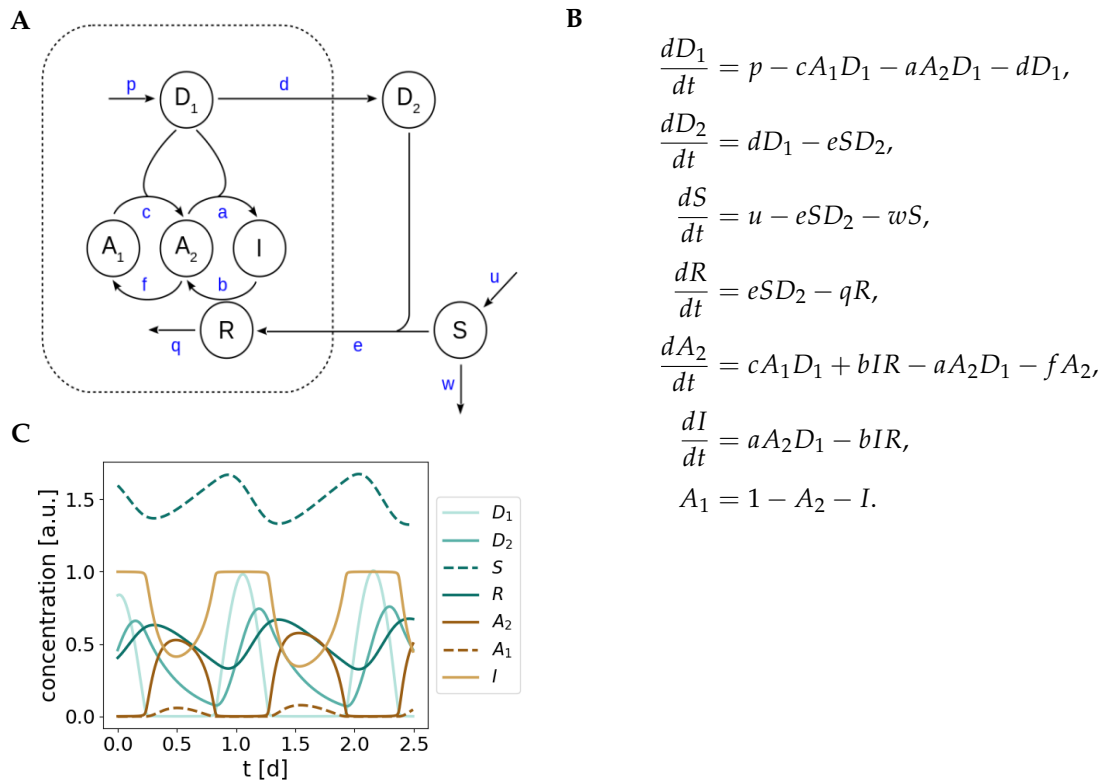 A
B
p
D₁
d
D₂
c
a
A₁
A₂
I
f
b
u
R
S
q
e
w
dD₁/dt = p − cA₁D₁ − aA₂D₁ − dD₁,
dD₂/dt = dD₁ − eSD₂,
dS/dt = u − eSD₂ − wS,
dR/dt = eSD₂ − qR,
dA₂/dt = cA₁D₁ + bIR − aA₂D₁ − fA₂,
dI/dt = aA₂D₁ − bIR,
A₁ = 1 − A₂ − I.
C
concentration [a.u.]
1.5
1.0
0.5
0.0
0.0 0.5 1.0 1.5 2.0 2.5
t [d]
D₁
D₂
S
R
A₂
A₁
I